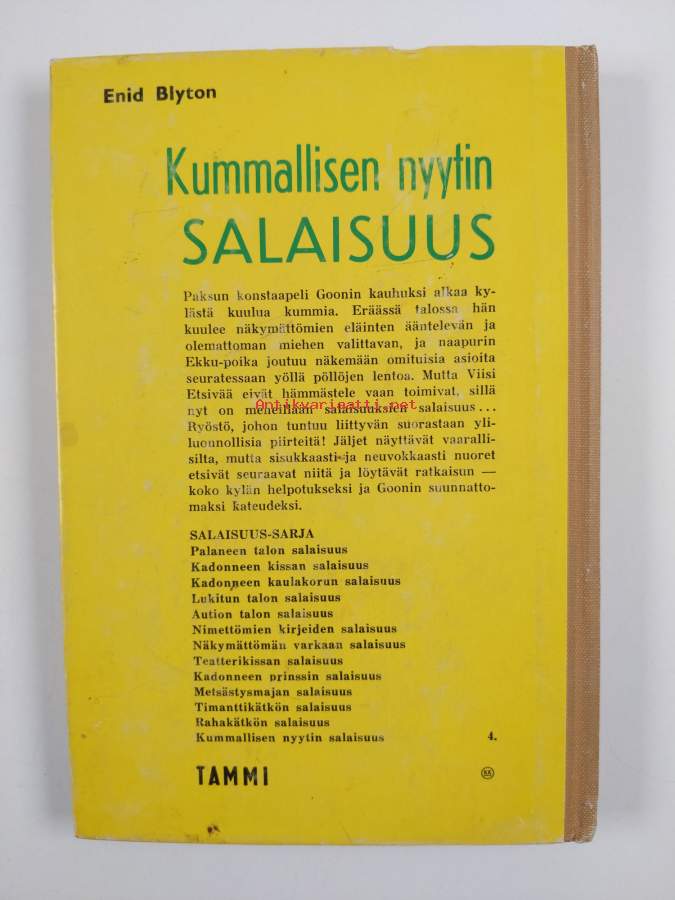 Enid Blyton
Kummallisen nyytin
SALAISUUS
Paksun konstaapeli Goonin kauhuksi alkaa ky-
lästä kuulua kummia. Eräässä talossa hän
kuulee näkymättömien eläinten ääntelevän ja
olemattoman miehen valittavan, ja naapurin
Ekku-poika joutuu näkemään omituisia asioita
seuratessaan yöllä pöllöjen lentoa. Mutta Viisi
Etsivää eivät hämmästele vaan toimivat, sillä
Antikvariaatti.net
nyt on meneillään salaisuuksien salaisuus...
Ryöstö, johon tuntuu liittyvän suorastaan yli-
luonnollisia piirteitä! Jäljet näyttävät vaaralli-
silta, mutta sisukkaasti ja neuvokkaasti nuoret
etsivät seuraavat niitä ja löytävät ratkaisun —
koko kylän helpotukseksi ja Goonin suunnatto-
maksi kateudeksi.
SALAISUUS-SARJA
Palaneen talon salaisuus
Kadonneen kissan salaisuus
Kadonneen kaulakorun salaisuus
Lukitun talon salaisuus
Aution talon salaisuus
Nimettömien kirjeiden salaisuus
Näkymättömän varkaan salaisuus
Teatterikissan salaisuus
Kadonneen prinssin salaisuus
Metsästysmajan salaisuus
Timanttikätkön salaisuus
Rahakätkön salaisuus
Kummallisen nyytin salaisuus 4.
TAMMI
KK